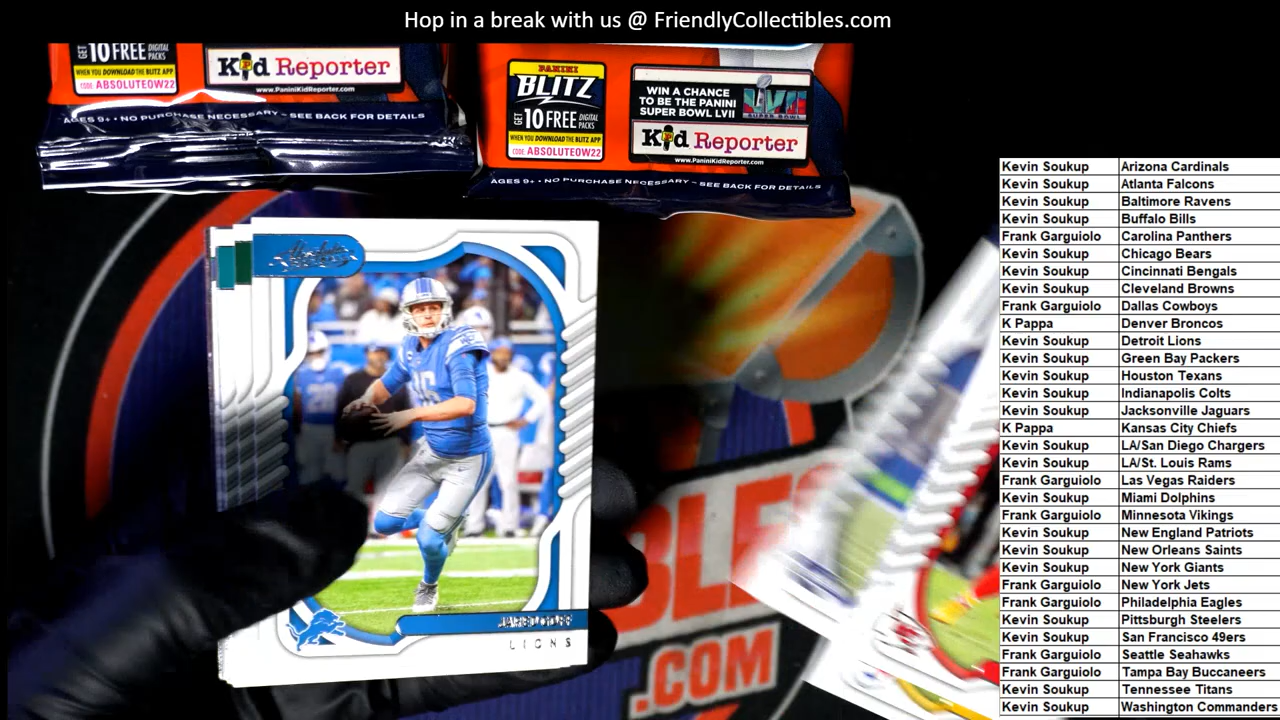 Hop in a break with us @ FriendlyCollectibles.com
GET 10 FREE DIGITAL PACKS
WHEN YOU DOWNLOAD THE BLITZ APP
CODE: ABSOLUTEOW22
Kid Reporter
www.PaniniKidReporter.com
AGES 9+ • NO PURCHASE NECESSARY – SEE BACK FOR DETAILS
PANINI
BLITZ
GET 10 FREE DIGITAL PACKS
WHEN YOU DOWNLOAD THE BLITZ APP
CODE: ABSOLUTEOW22
WIN A CHANCE
TO BE THE PANINI
SUPER BOWL LVII
LVII
SUPER BOWL
Kid Reporter
www.PaniniKidReporter.com
AGES 9+ • NO PURCHASE NECESSARY – SEE BACK FOR DETAILS
Absolute
JARED GOFF
LIONS
BLES
.COM
Kevin Soukup Arizona Cardinals
Kevin Soukup Atlanta Falcons
Kevin Soukup Baltimore Ravens
Kevin Soukup Buffalo Bills
Frank Garguiolo Carolina Panthers
Kevin Soukup Chicago Bears
Kevin Soukup Cincinnati Bengals
Kevin Soukup Cleveland Browns
Frank Garguiolo Dallas Cowboys
K Pappa Denver Broncos
Kevin Soukup Detroit Lions
Kevin Soukup Green Bay Packers
Kevin Soukup Houston Texans
Kevin Soukup Indianapolis Colts
Kevin Soukup Jacksonville Jaguars
K Pappa Kansas City Chiefs
Kevin Soukup LA/San Diego Chargers
Kevin Soukup LA/St. Louis Rams
Frank Garguiolo Las Vegas Raiders
Kevin Soukup Miami Dolphins
Frank Garguiolo Minnesota Vikings
Kevin Soukup New England Patriots
Kevin Soukup New Orleans Saints
Kevin Soukup New York Giants
Frank Garguiolo New York Jets
Frank Garguiolo Philadelphia Eagles
Kevin Soukup Pittsburgh Steelers
Kevin Soukup San Francisco 49ers
Frank Garguiolo Seattle Seahawks
Frank Garguiolo Tampa Bay Buccaneers
Kevin Soukup Tennessee Titans
Kevin Soukup Washington Commanders